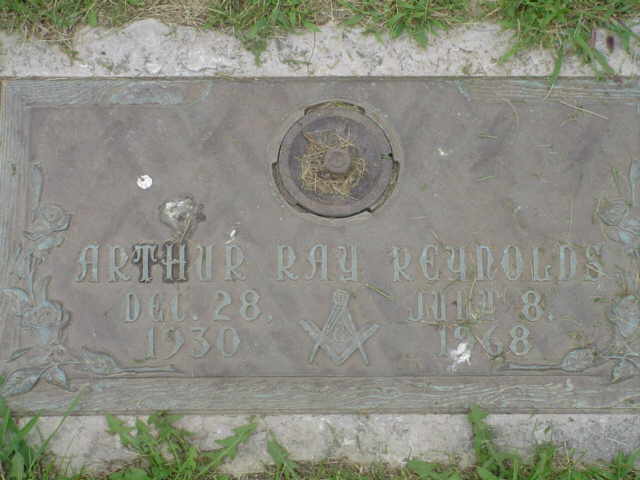 ARTHUR RAY REYNOLDS
DEC. 28, JULY 8,
1930 1968